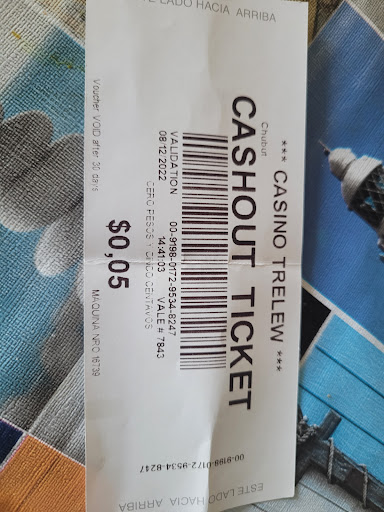 ESTE LADO HACIA ARRIBA
*** CASINO TRELEW ***
Chubut
CASHOUT TICKET
VALIDATION 00-9198-0172-9534-8247
08/12/2022 14:41:03 VALE # 7843
CERO PESOS Y CINCO CENTAVOS
$0,05
Voucher VOID after 30 days MAQUINA NRO 16739
00-9198-0172-9534-8247
ESTE LADO HACIA ARRIBA